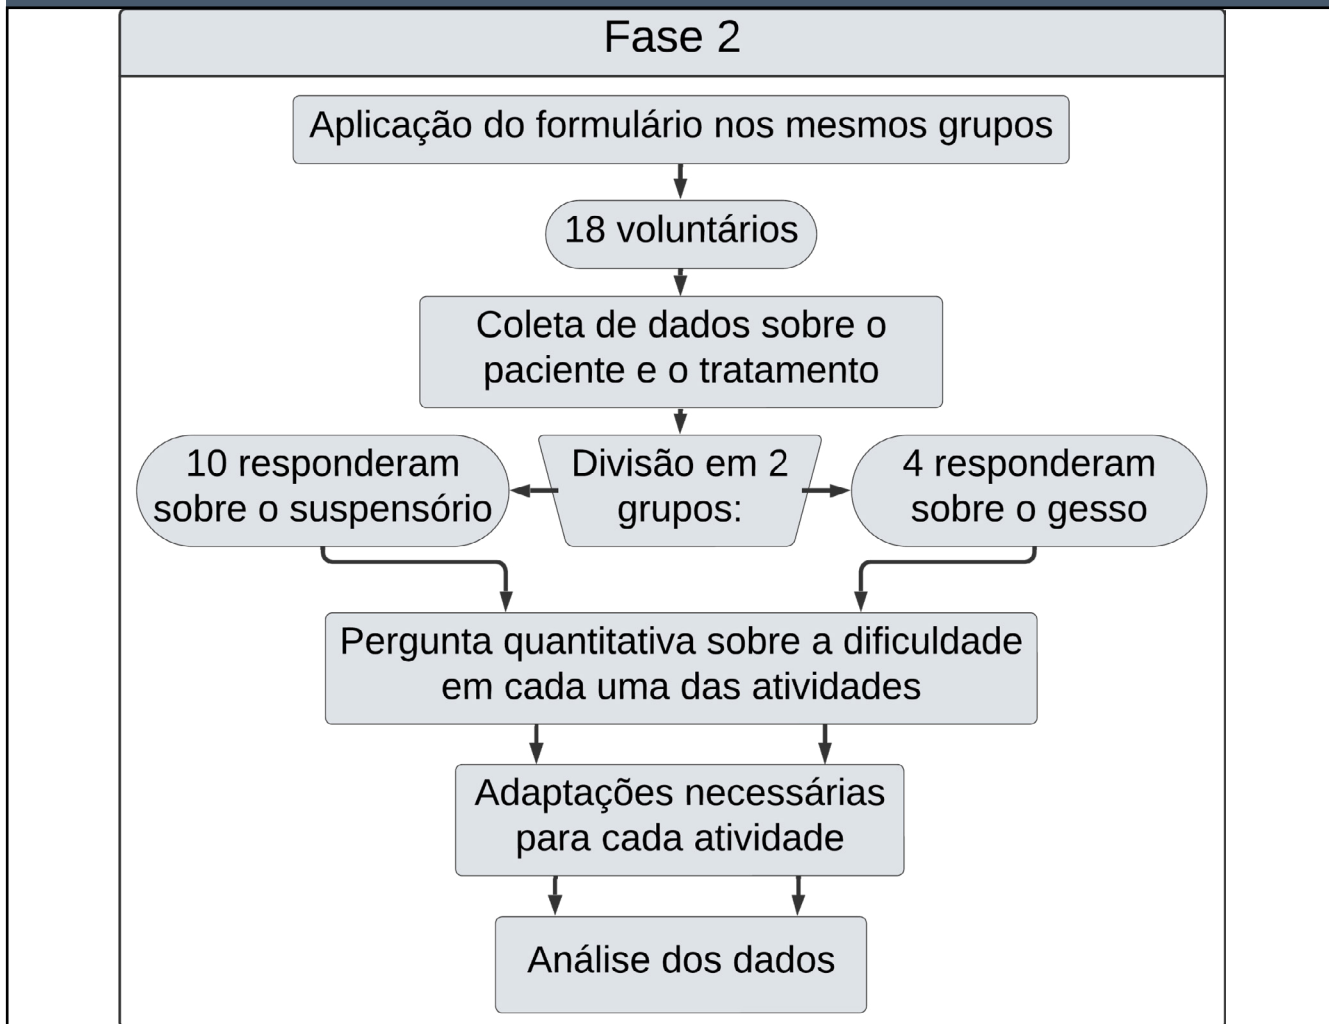 Fase 2
Aplicação do formulário nos mesmos grupos
18 voluntários
Coleta de dados sobre o
paciente e o tratamento
10 responderam
sobre o suspensório
Divisão em 2
grupos:
4 responderam
sobre o gesso
Pergunta quantitativa sobre a dificuldade
em cada uma das atividades
Adaptações necessárias
para cada atividade
Análise dos dados